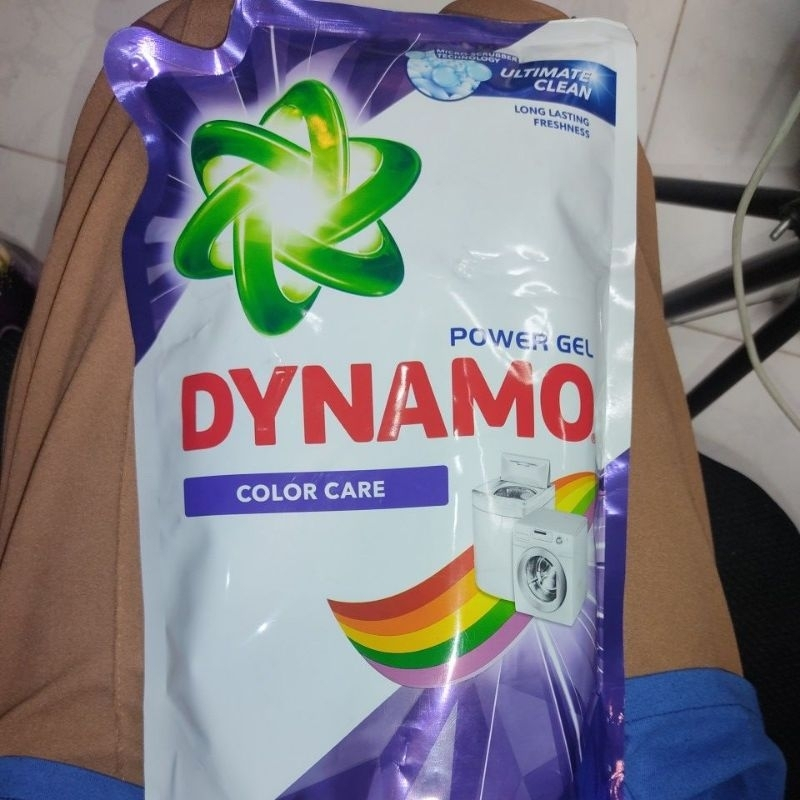 MICRO-SCRUBBER
TECHNOLOGY
ULTIMATE
CLEAN
LONG LASTING
FRESHNESS
POWER GEL
DYNAMO
COLOR CARE